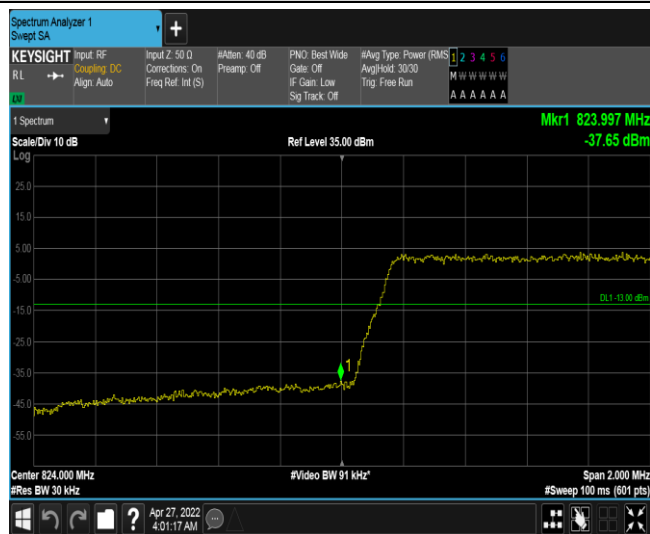 Spectrum Analyzer 1
Swept SA
+
KEYSIGHT Input: RF Input Z: 50 Ω #Atten: 40 dB PNO: Best Wide #Avg Type: Power (RMS 1 2 3 4 5 6
RL Coupling: DC Corrections: On Preamp: Off Gate: Off Avg|Hold: 30/30 M W W W W W
Align: Auto Freq Ref: Int (S) IF Gain: Low Trig: Free Run
Sig Track: Off A A A A A A
1 Spectrum Mkr1 823.997 MHz
Scale/Div 10 dB Ref Level 35.00 dBm -37.65 dBm
Log
25.0
15.0
5.00
-5.00
DL1 -13.00 dBm
-15.0
-25.0
1
-35.0
-45.0
-55.0
Center 824.000 MHz #Video BW 91 kHz* Span 2.000 MHz
#Res BW 30 kHz #Sweep 100 ms (601 pts)
? Apr 27, 2022
4:01:17 AM